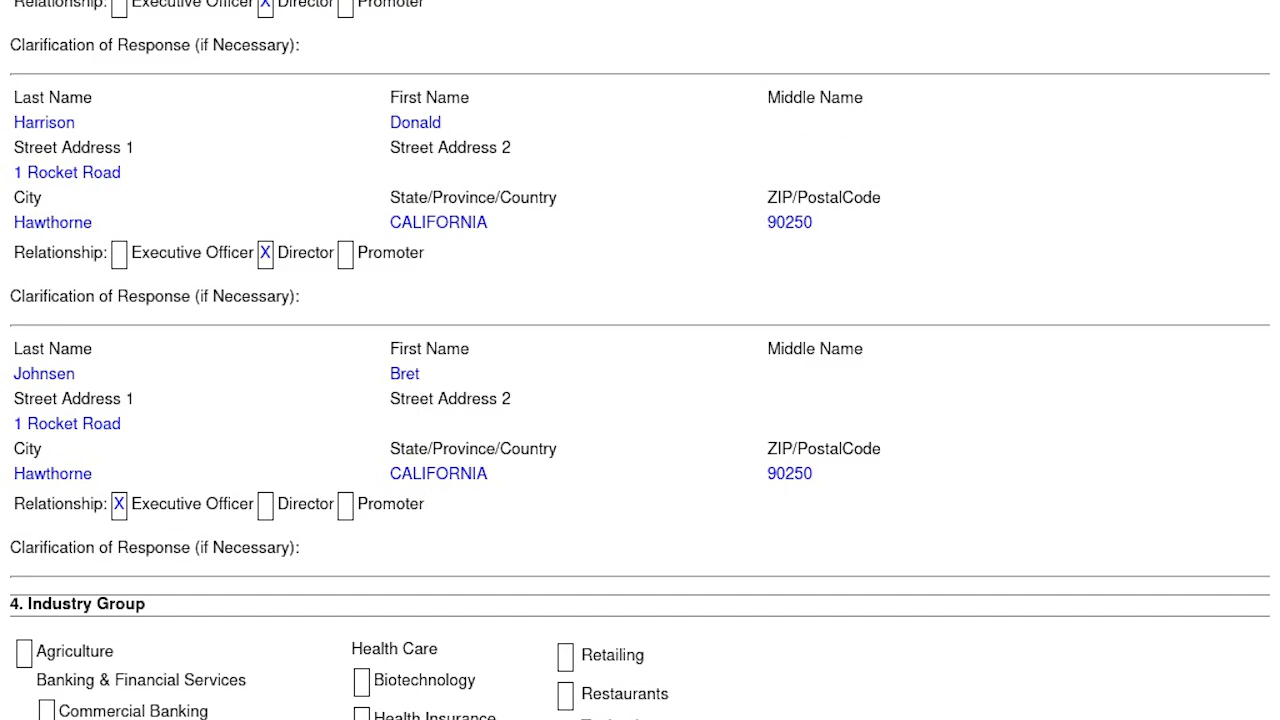 Relationship: Executive Officer X Director Promoter
Clarification of Response (if Necessary):
Last Name First Name Middle Name
Harrison Donald
Street Address 1 Street Address 2
1 Rocket Road
City State/Province/Country ZIP/PostalCode
Hawthorne CALIFORNIA 90250
Relationship: Executive Officer X Director Promoter
Clarification of Response (if Necessary):
Last Name First Name Middle Name
Johnsen Bret
Street Address 1 Street Address 2
1 Rocket Road
City State/Province/Country ZIP/PostalCode
Hawthorne CALIFORNIA 90250
Relationship: X Executive Officer Director Promoter
Clarification of Response (if Necessary):
4. Industry Group
Agriculture Health Care Retailing
Banking & Financial Services Biotechnology Restaurants
Commercial Banking Health Insurance